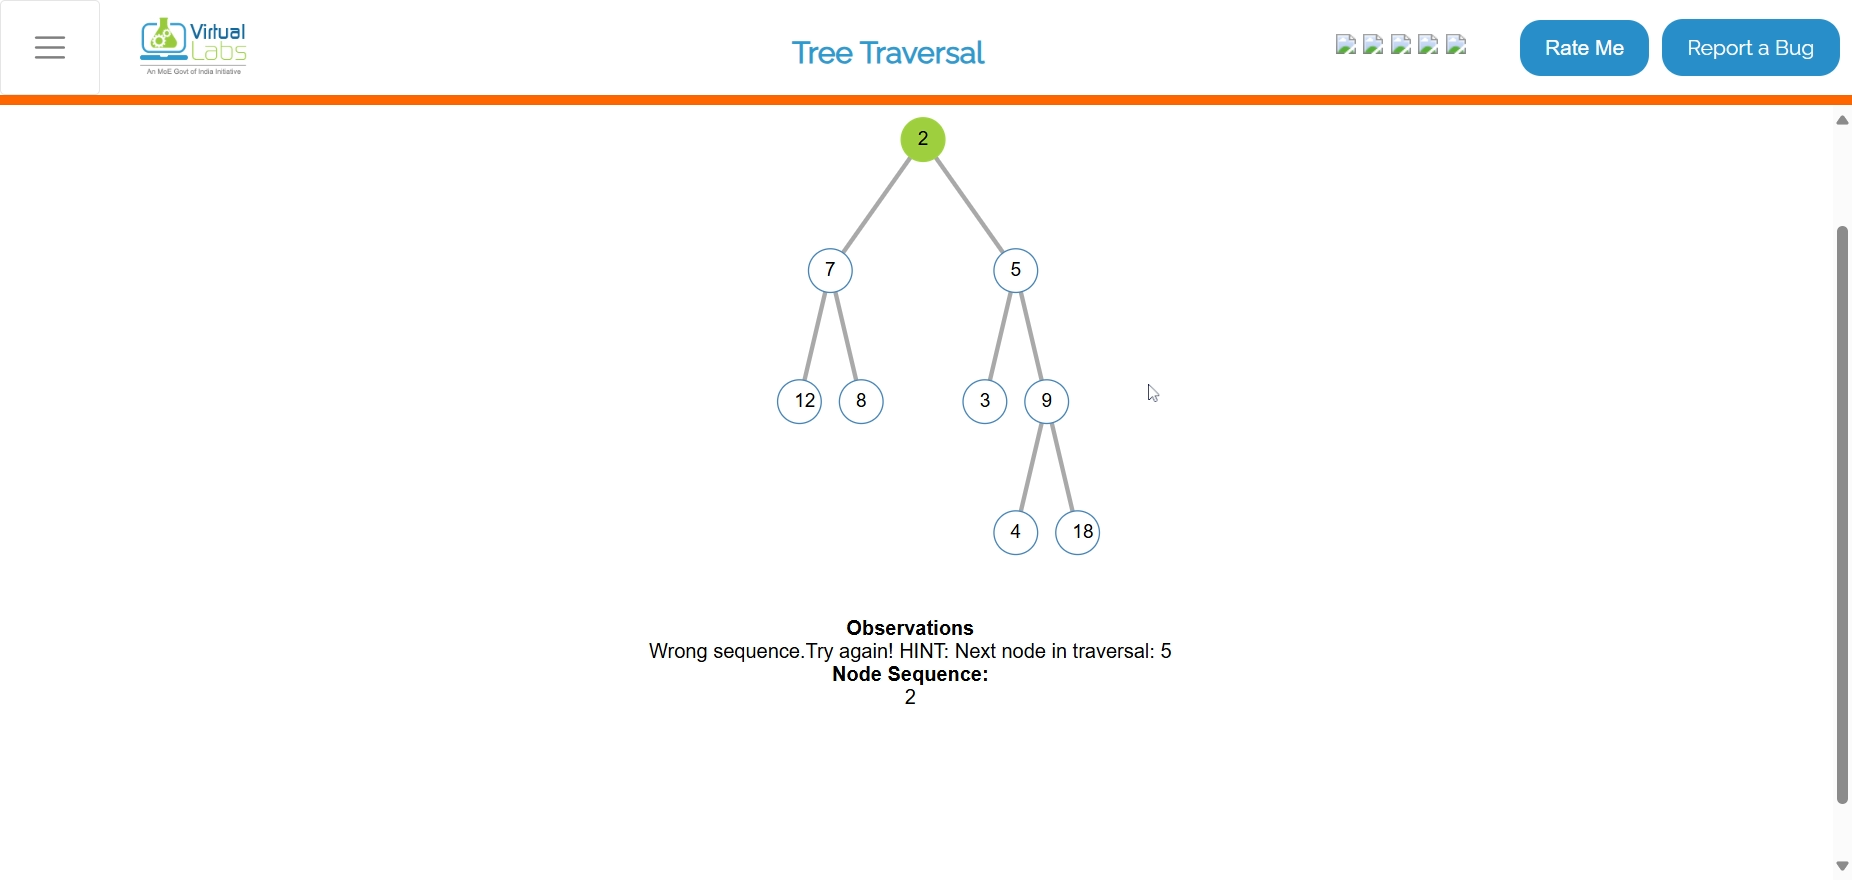 Virtual
Labs
An MoE Govt of India Initiative
Tree Traversal
Rate Me
Report a Bug
2
7
5
12
8
3
9
4
18
Observations
Wrong sequence.Try again! HINT: Next node in traversal: 5
Node Sequence:
2